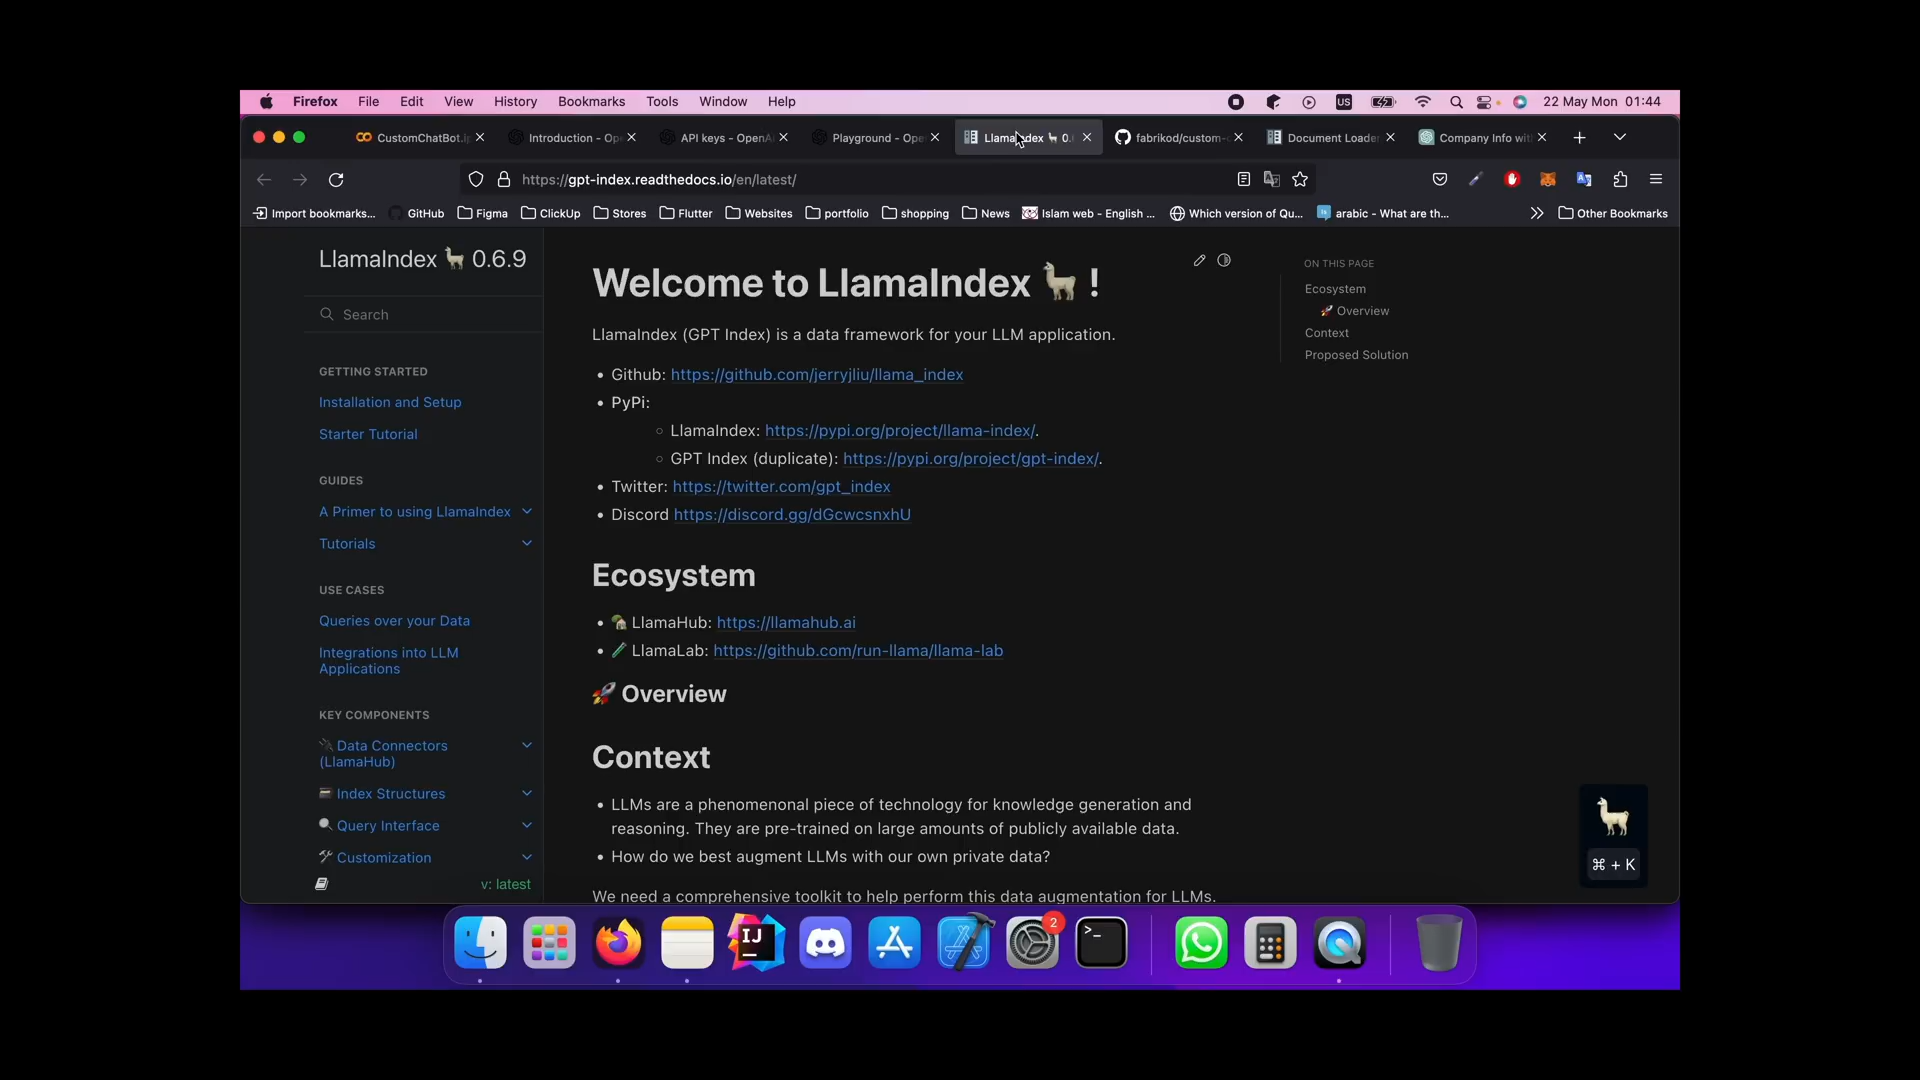 Firefox File Edit View History Bookmarks Tools Window Help US 22 May Mon 01:44
CustomChatBot.ip Introduction - Op API keys - OpenA Playground - Ope LlamaIndex 🦙 0. fabrikod/custom- Document Loader Company Info wit
https://gpt-index.readthedocs.io/en/latest/
Import bookmarks... GitHub Figma ClickUp Stores Flutter Websites portfolio shopping News Islam web - English ... Which version of Qu... arabic - What are th... Other Bookmarks
LlamaIndex 🦙 0.6.9
Search
GETTING STARTED
Installation and Setup
Starter Tutorial
GUIDES
A Primer to using LlamaIndex
Tutorials
USE CASES
Queries over your Data
Integrations into LLM
Applications
KEY COMPONENTS
Data Connectors
(LlamaHub)
Index Structures
Query Interface
Customization
v: latest
Welcome to LlamaIndex 🦙 !
LlamaIndex (GPT Index) is a data framework for your LLM application.
Github: https://github.com/jerryjliu/llama_index
PyPi:
LlamaIndex: https://pypi.org/project/llama-index/.
GPT Index (duplicate): https://pypi.org/project/gpt-index/.
Twitter: https://twitter.com/gpt_index
Discord https://discord.gg/dGcwcsnxhU
Ecosystem
LlamaHub: https://llamahub.ai
LlamaLab: https://github.com/run-llama/llama-lab
🚀 Overview
Context
LLMs are a phenomenonal piece of technology for knowledge generation and
reasoning. They are pre-trained on large amounts of publicly available data.
How do we best augment LLMs with our own private data?
We need a comprehensive toolkit to help perform this data augmentation for LLMs.
ON THIS PAGE
Ecosystem
🚀 Overview
Context
Proposed Solution
⌘ + K
IJ
2
>_